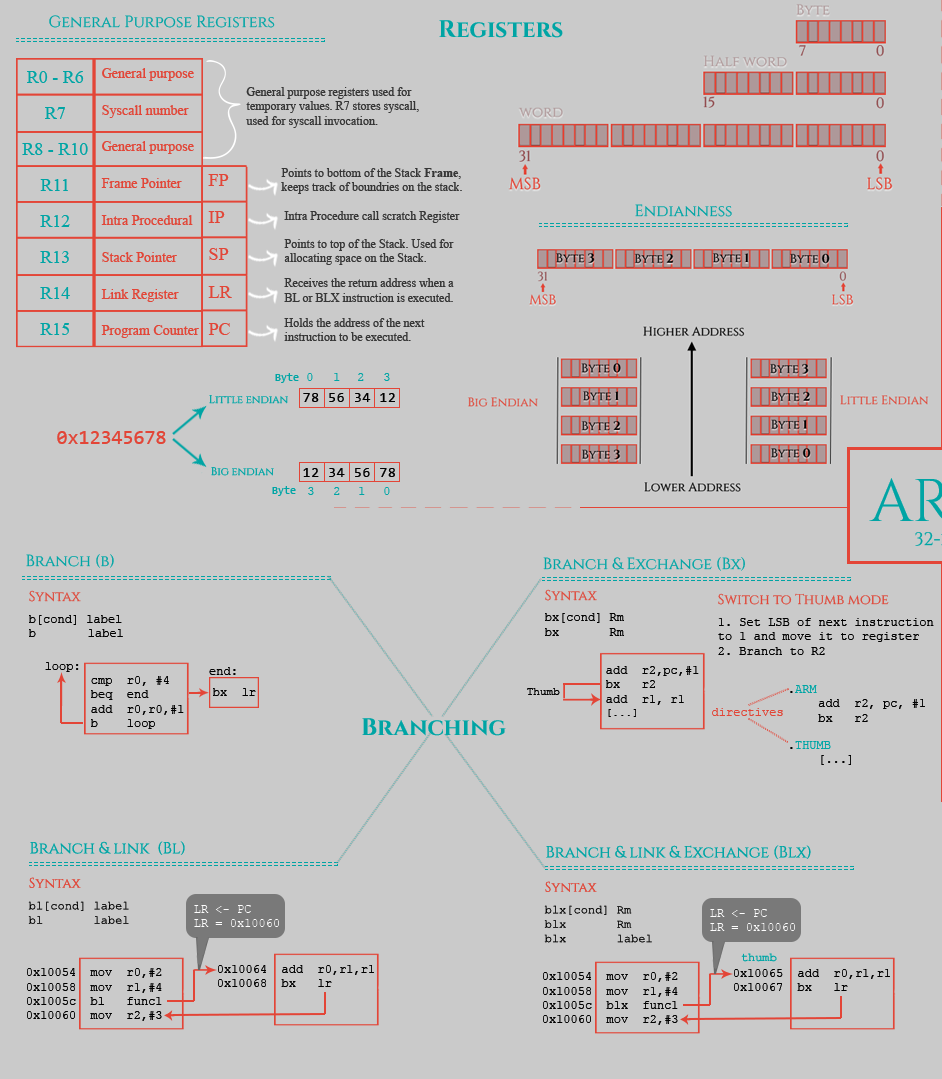 GENERAL PURPOSE REGISTERS
REGISTERS
R0 - R6 General purpose
R7 Syscall number
R8 - R10 General purpose
General purpose registers used for
temporary values. R7 stores syscall,
used for syscall invocation.
R11 Frame Pointer FP
Points to bottom of the Stack Frame,
keeps track of boundries on the stack.
R12 Intra Procedural IP
Intra Procedure call scratch Register
R13 Stack Pointer SP
Points to top of the Stack. Used for
allocating space on the Stack.
R14 Link Register LR
Receives the return address when a
BL or BLX instruction is executed.
R15 Program Counter PC
Holds the address of the next
instruction to be executed.
BYTE
7 0
HALF WORD
15 0
WORD
31 0
MSB LSB
ENDIANNESS
BYTE 3 BYTE 2 BYTE 1 BYTE 0
31 0
MSB LSB
HIGHER ADDRESS
BIG ENDIAN
BYTE 0
BYTE 1
BYTE 2
BYTE 3
BYTE 3
BYTE 2
BYTE 1
BYTE 0
LITTLE ENDIAN
LOWER ADDRESS
0x12345678
Byte 0 1 2 3
LITTLE ENDIAN 78 56 34 12
BIG ENDIAN 12 34 56 78
Byte 3 2 1 0
AR
32-
BRANCH (B)
SYNTAX
b[cond] label
b label
loop:
cmp r0, #4
beq end
add r0,r0,#1
b loop
end:
bx lr
BRANCH & EXCHANGE (BX)
SYNTAX
bx[cond] Rm
bx Rm
Thumb
add r2,pc,#1
bx r2
add r1, r1
[...]
SWITCH TO THUMB MODE
1. Set LSB of next instruction
to 1 and move it to register
2. Branch to R2
directives
.ARM
add r2, pc, #1
bx r2
.THUMB
[...]
BRANCHING
BRANCH & LINK (BL)
SYNTAX
bl[cond] label
bl label
LR <- PC
LR = 0x10060
0x10054 mov r0,#2
0x10058 mov r1,#4
0x1005c bl func1
0x10060 mov r2,#3
0x10064 add r0,r1,r1
0x10068 bx lr
BRANCH & LINK & EXCHANGE (BLX)
SYNTAX
blx[cond] Rm
blx Rm
blx label
LR <- PC
LR = 0x10060
thumb
0x10054 mov r0,#2
0x10058 mov r1,#4
0x1005c blx func1
0x10060 mov r2,#3
0x10065 add r0,r1,r1
0x10067 bx lr